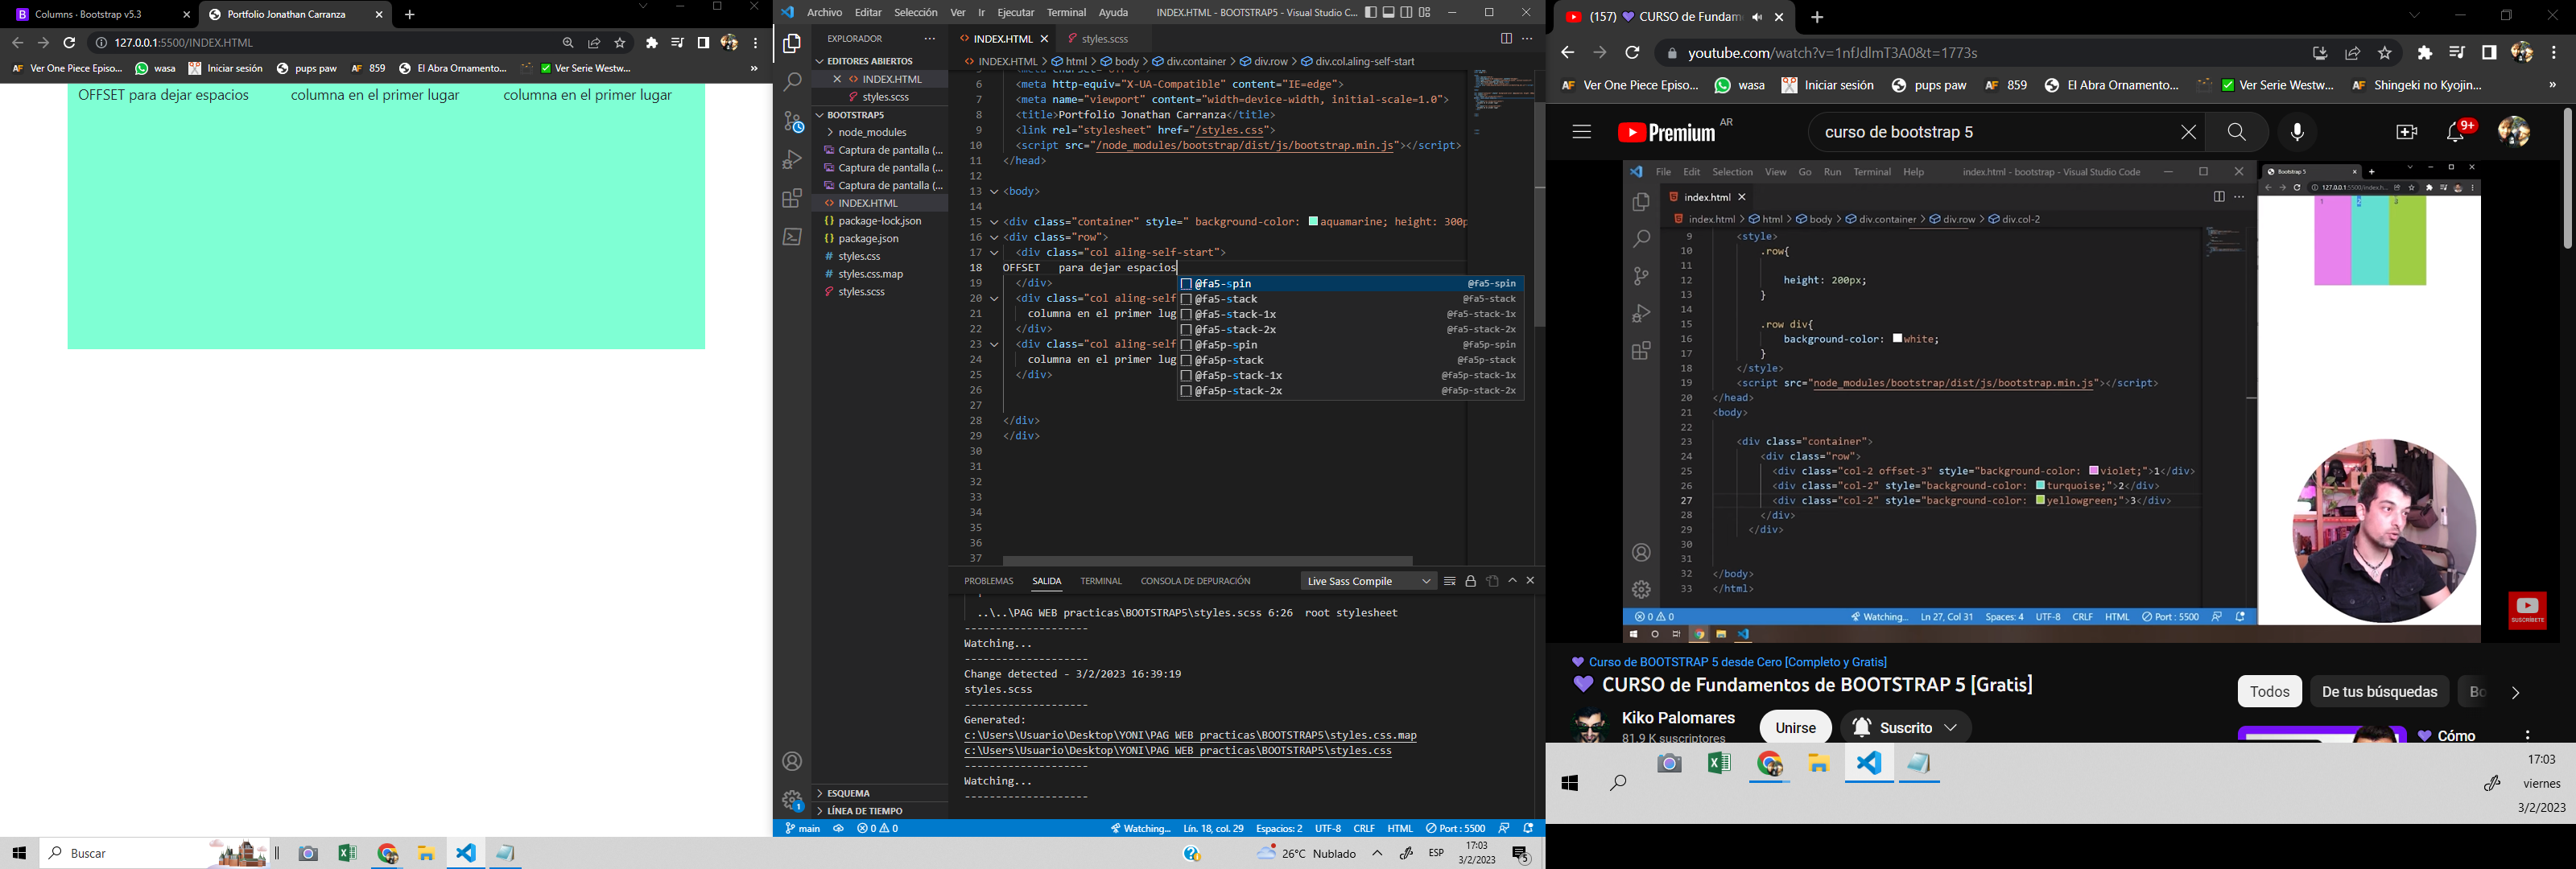 Columns · Bootstrap v5.3
Portfolio Jonathan Carranza
127.0.0.1:5500/INDEX.HTML
Ver One Piece Episo...
wasa
Iniciar sesión
pups paw
859
El Abra Ornamento...
Ver Serie Westw...
»
OFFSET para dejar espacios
columna en el primer lugar
columna en el primer lugar
Buscar
Archivo Editar Selección Ver Ir Ejecutar Terminal Ayuda
INDEX.HTML - BOOTSTRAP5 - Visual Studio C...
EXPLORADOR
EDITORES ABIERTOS
INDEX.HTML
styles.scss
BOOTSTRAP5
node_modules
Captura de pantalla (...
Captura de pantalla (...
Captura de pantalla (...
INDEX.HTML
package-lock.json
package.json
styles.css
styles.css.map
styles.scss
ESQUEMA
LÍNEA DE TIEMPO
INDEX.HTML
styles.scss
INDEX.HTML > html > body > div.container > div.row > div.col.aling-self-start
6 <meta http-equiv="X-UA-Compatible" content="IE=edge">
7 <meta name="viewport" content="width=device-width, initial-scale=1.0">
8 <title>Portfolio Jonathan Carranza</title>
9 <link rel="stylesheet" href="/styles.css">
10 <script src="/node_modules/bootstrap/dist/js/bootstrap.min.js"></script>
11 </head>
12
13 <body>
14
15 <div class="container" style=" background-color: aquamarine; height: 300p
16 <div class="row">
17 <div class="col aling-self-start">
18 OFFSET   para dejar espacios
19 </div>
20 <div class="col aling-self
21 columna en el primer lug
22 </div>
23 <div class="col aling-self
24 columna en el primer lug
25 </div>
26
27
28 </div>
29 </div>
30
31
32
33
34
35
36
37
@fa5-spin @fa5-spin
@fa5-stack @fa5-stack
@fa5-stack-1x @fa5-stack-1x
@fa5-stack-2x @fa5-stack-2x
@fa5p-spin @fa5p-spin
@fa5p-stack @fa5p-stack
@fa5p-stack-1x @fa5p-stack-1x
@fa5p-stack-2x @fa5p-stack-2x
PROBLEMAS SALIDA TERMINAL CONSOLA DE DEPURACIÓN
Live Sass Compile
..\..\PAG WEB practicas\BOOTSTRAP5\styles.scss 6:26  root stylesheet
--------------------
Watching...
--------------------
Change detected - 3/2/2023 16:39:19
styles.scss
--------------------
Generated:
c:\Users\Usuario\Desktop\YONI\PAG WEB practicas\BOOTSTRAP5\styles.css.map
c:\Users\Usuario\Desktop\YONI\PAG WEB practicas\BOOTSTRAP5\styles.css
--------------------
Watching...
--------------------
main 0 0 Watching... Lín. 18, col. 29 Espacios: 2 UTF-8 CRLF HTML Port : 5500
26°C Nublado
ESP
17:03
3/2/2023
5
(157) 💜 CURSO de Fundam
youtube.com/watch?v=1nfJdlmT3A0&t=1773s
Ver One Piece Episo...
wasa
Iniciar sesión
pups paw
859
El Abra Ornamento...
Ver Serie Westw...
Shingeki no Kyojin...
»
Premium AR
curso de bootstrap 5
9+
File Edit Selection View Go Run Terminal Help
index.html - bootstrap - Visual Studio Code
index.html
index.html > html > body > div.container > div.row > div.col-2
9 <style>
10 .row{
11
12 height: 200px;
13 }
14
15 .row div{
16 background-color: white;
17 }
18 </style>
19 <script src="node_modules/bootstrap/dist/js/bootstrap.min.js"></script>
20 </head>
21 <body>
22
23 <div class="container">
24 <div class="row">
25 <div class="col-2 offset-3" style="background-color: violet;">1</div>
26 <div class="col-2" style="background-color: turquoise;">2</div>
27 <div class="col-2" style="background-color: yellowgreen;">3</div>
28 </div>
29 </div>
30
31
32 </body>
33 </html>
0 0 Watching... Ln 27, Col 31 Spaces: 4 UTF-8 CRLF HTML Port : 5500
Bootstrap 5
127.0.0.1:5500/index.h...
1 2 3
SUSCRÍBETE
💜 Curso de BOOTSTRAP 5 desde Cero [Completo y Gratis]
💜 CURSO de Fundamentos de BOOTSTRAP 5 [Gratis]
Kiko Palomares
81,9 K suscriptores
Unirse
Suscrito
Todos
De tus búsquedas
Bo
💜 Cómo
17:03
viernes
3/2/2023